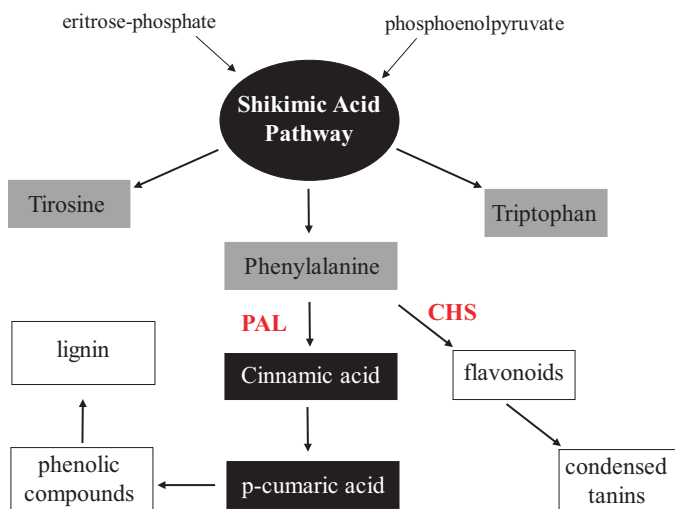 eritrose-phosphate
phosphoenolpyruvate
Shikimic Acid
Pathway
Tirosine
Triptophan
Phenylalanine
PAL
CHS
lignin
Cinnamic acid
flavonoids
phenolic
compounds
p-cumaric acid
condensed
tanins